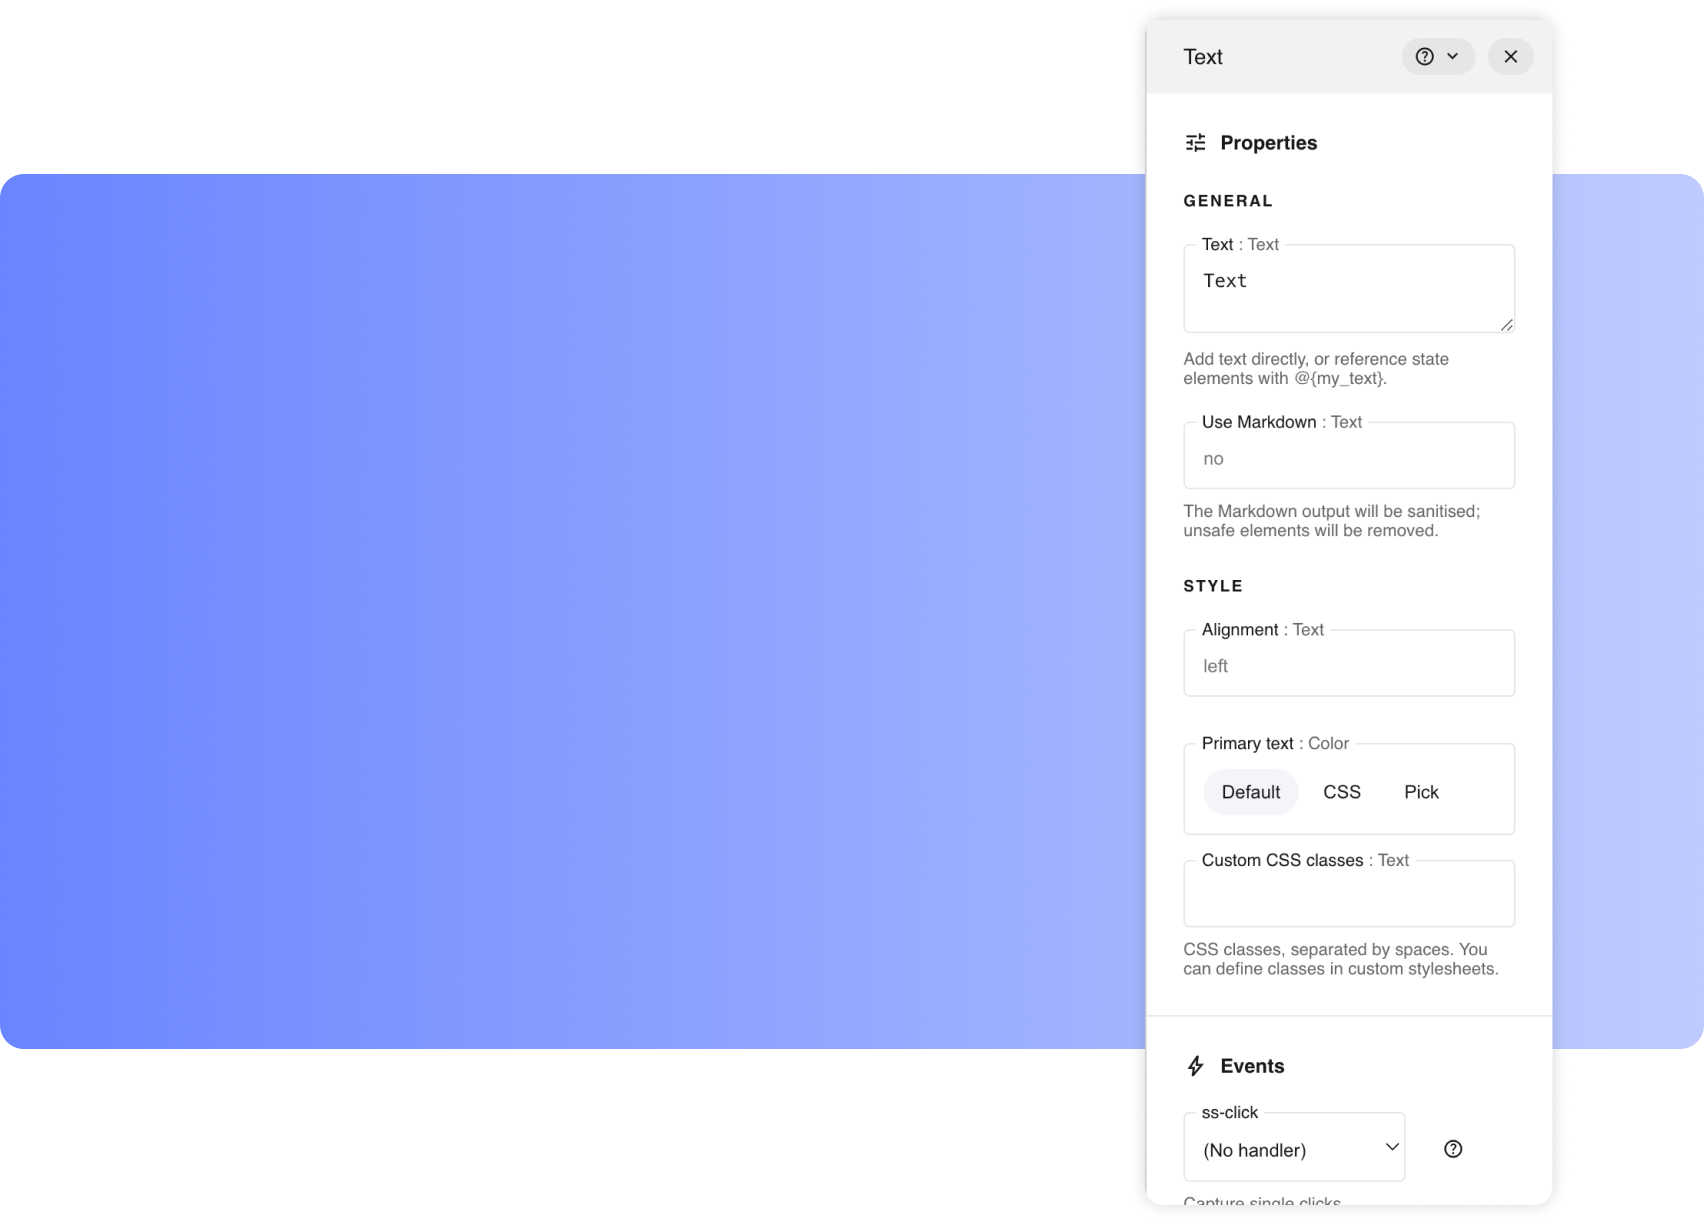 Text
Properties
GENERAL
Text : Text
Text
Add text directly, or reference state
elements with @{my_text}.
Use Markdown : Text
no
The Markdown output will be sanitised;
unsafe elements will be removed.
STYLE
Alignment : Text
left
Primary text : Color
Default CSS Pick
Custom CSS classes : Text
CSS classes, separated by spaces. You
can define classes in custom stylesheets.
Events
ss-click
(No handler)
Capture single clicks